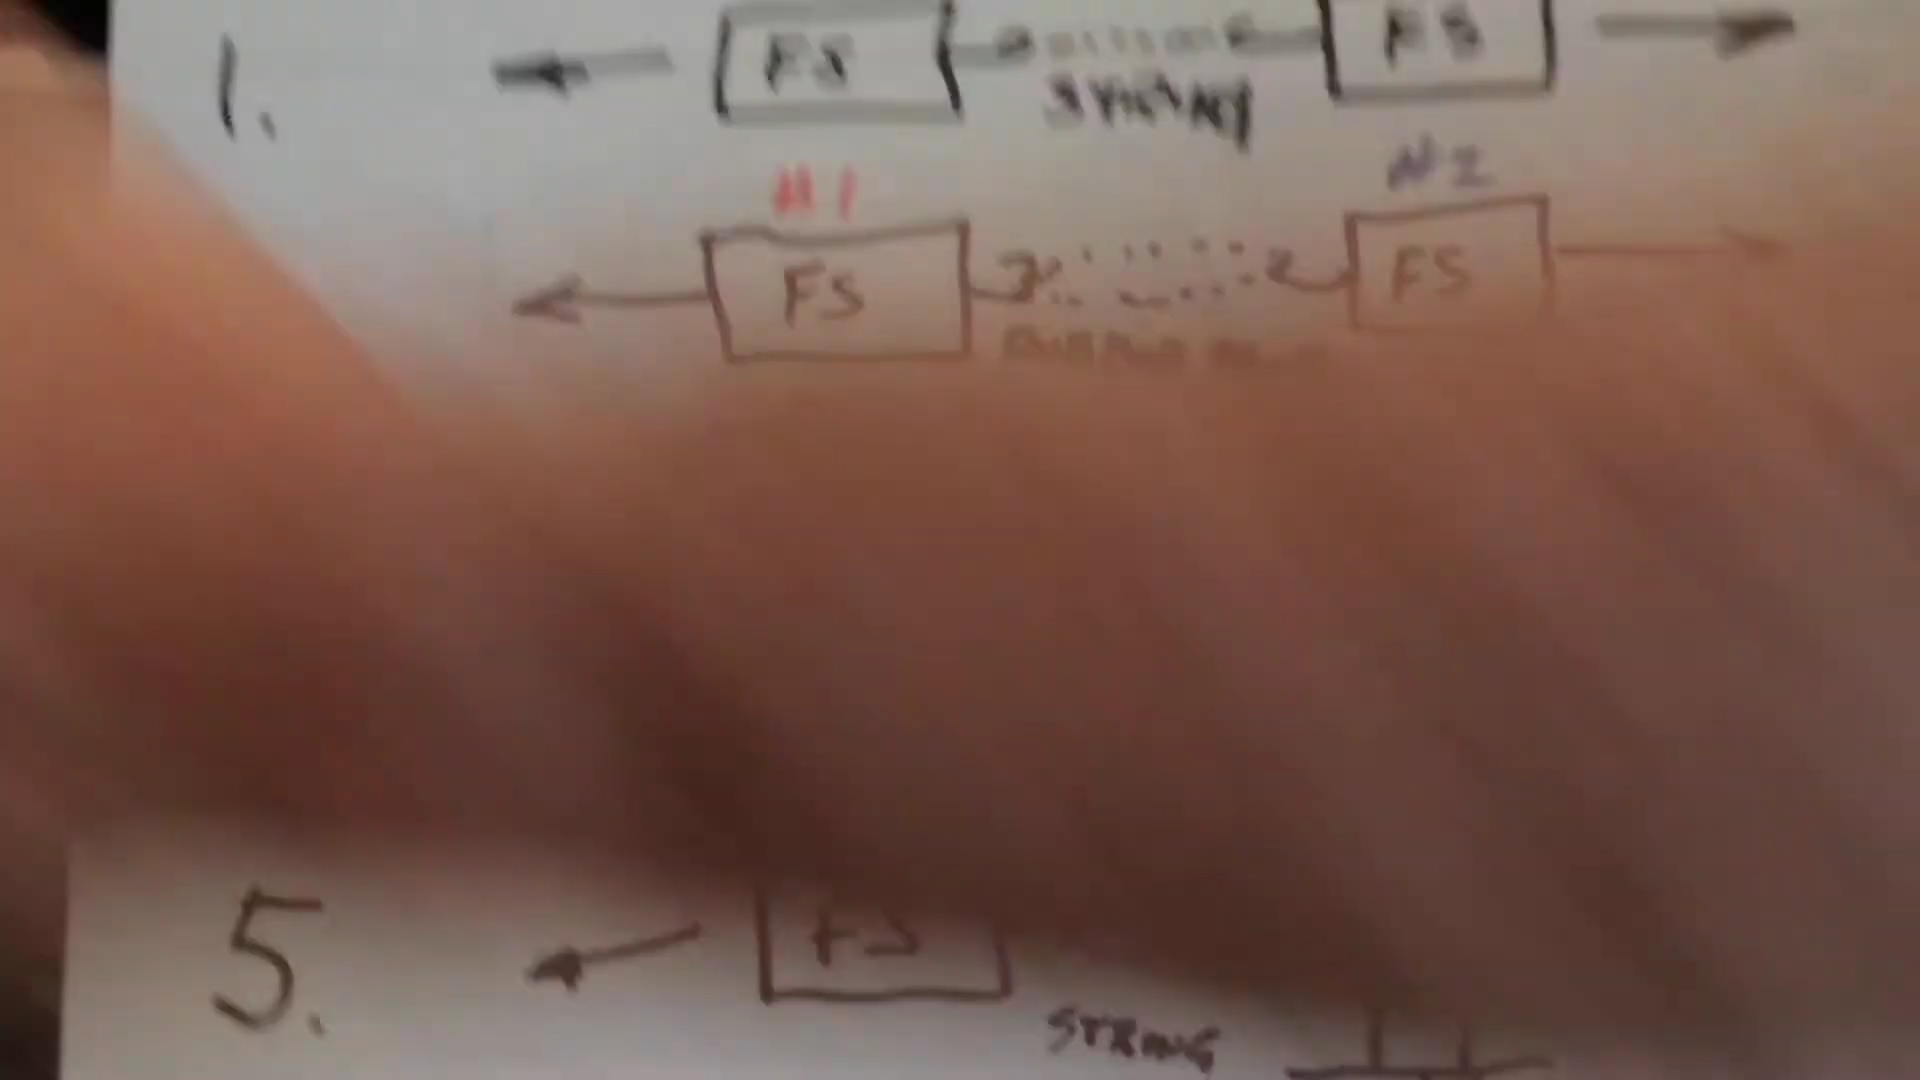 1. FS FS
STRING
#1 #2
FS FS
5. FS
STRING